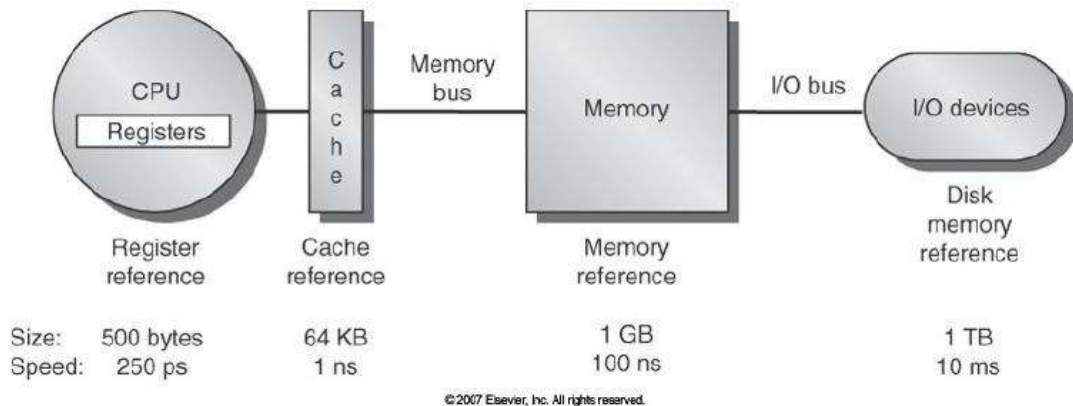 CPU
Registers
Cache
Memory
bus
Memory
I/O bus
I/O devices
Register
reference
Cache
reference
Memory
reference
Disk
memory
reference
Size: 500 bytes 64 KB 1 GB 1 TB
Speed: 250 ps 1 ns 100 ns 10 ms
© 2007 Elsevier, Inc. All rights reserved.